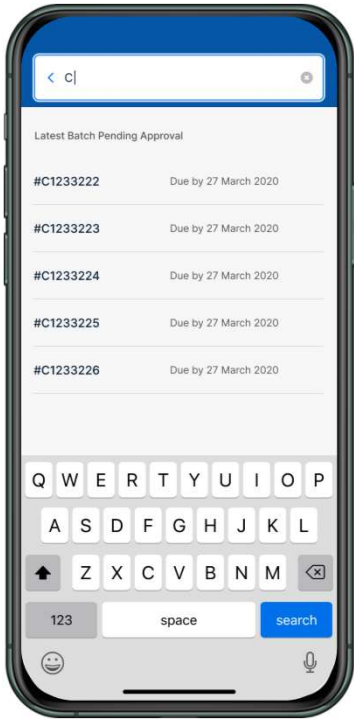 C
Latest Batch Pending Approval
#C1233222 Due by 27 March 2020
#C1233223 Due by 27 March 2020
#C1233224 Due by 27 March 2020
#C1233225 Due by 27 March 2020
#C1233226 Due by 27 March 2020
Q W E R T Y U I O P
A S D F G H J K L
Z X C V B N M
123 space search